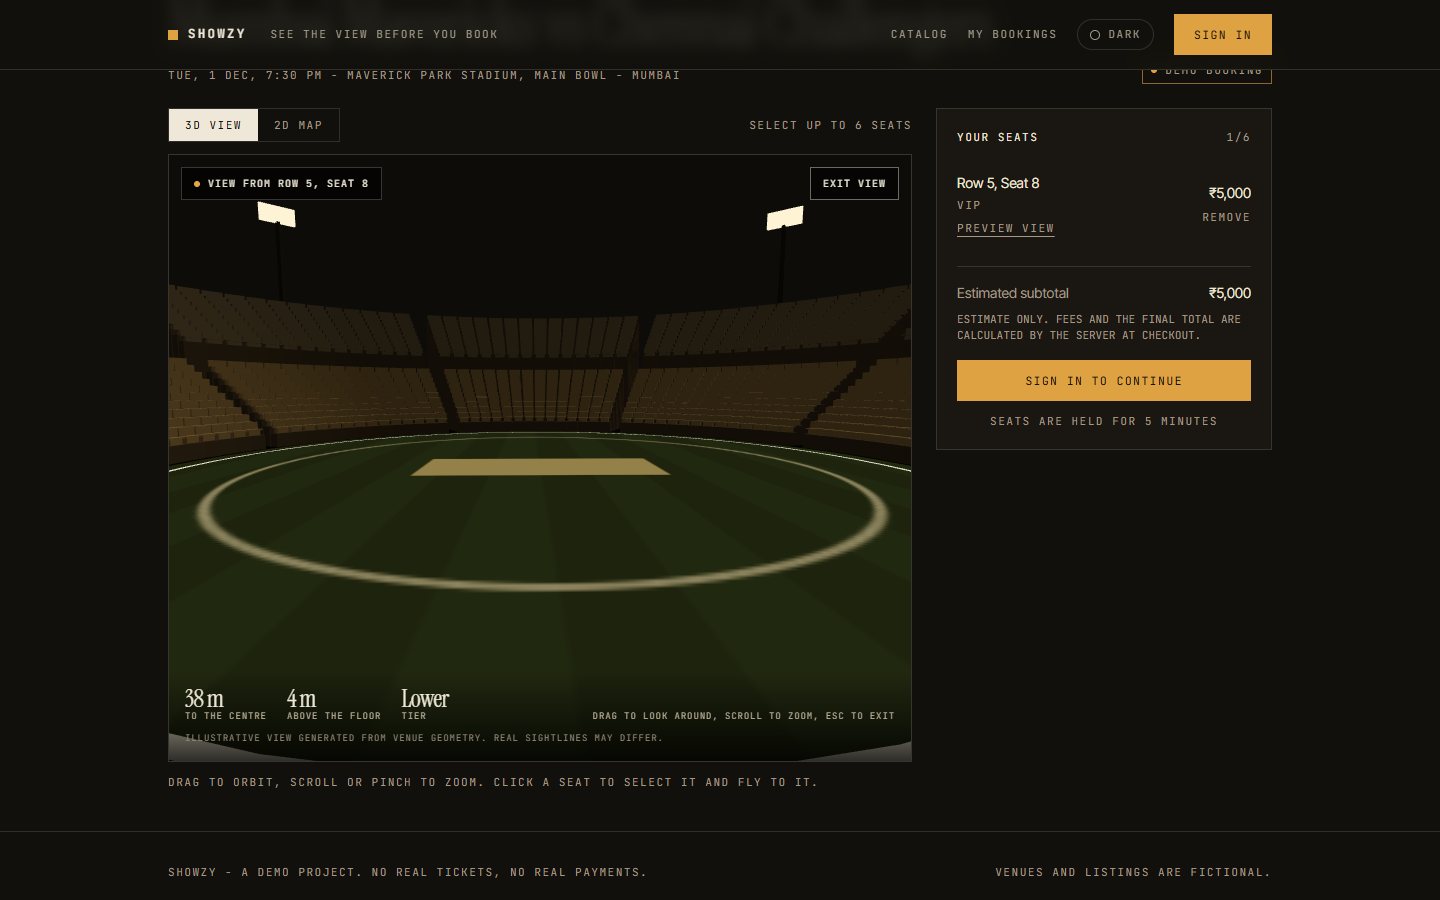 SHOWZY
SEE THE VIEW BEFORE YOU BOOK
CATALOG
MY BOOKINGS
DARK
SIGN IN
TUE, 1 DEC, 7:30 PM - MAVERICK PARK STADIUM, MAIN BOWL - MUMBAI
DEMO BOOKING
3D VIEW
2D MAP
SELECT UP TO 6 SEATS
VIEW FROM ROW 5, SEAT 8
EXIT VIEW
38 m
TO THE CENTRE
4 m
ABOVE THE FLOOR
Lower
TIER
DRAG TO LOOK AROUND, SCROLL TO ZOOM, ESC TO EXIT
ILLUSTRATIVE VIEW GENERATED FROM VENUE GEOMETRY. REAL SIGHTLINES MAY DIFFER.
DRAG TO ORBIT, SCROLL OR PINCH TO ZOOM. CLICK A SEAT TO SELECT IT AND FLY TO IT.
YOUR SEATS
1/6
Row 5, Seat 8
₹5,000
VIP
REMOVE
PREVIEW VIEW
Estimated subtotal
₹5,000
ESTIMATE ONLY. FEES AND THE FINAL TOTAL ARE
CALCULATED BY THE SERVER AT CHECKOUT.
SIGN IN TO CONTINUE
SEATS ARE HELD FOR 5 MINUTES
SHOWZY - A DEMO PROJECT. NO REAL TICKETS, NO REAL PAYMENTS.
VENUES AND LISTINGS ARE FICTIONAL.